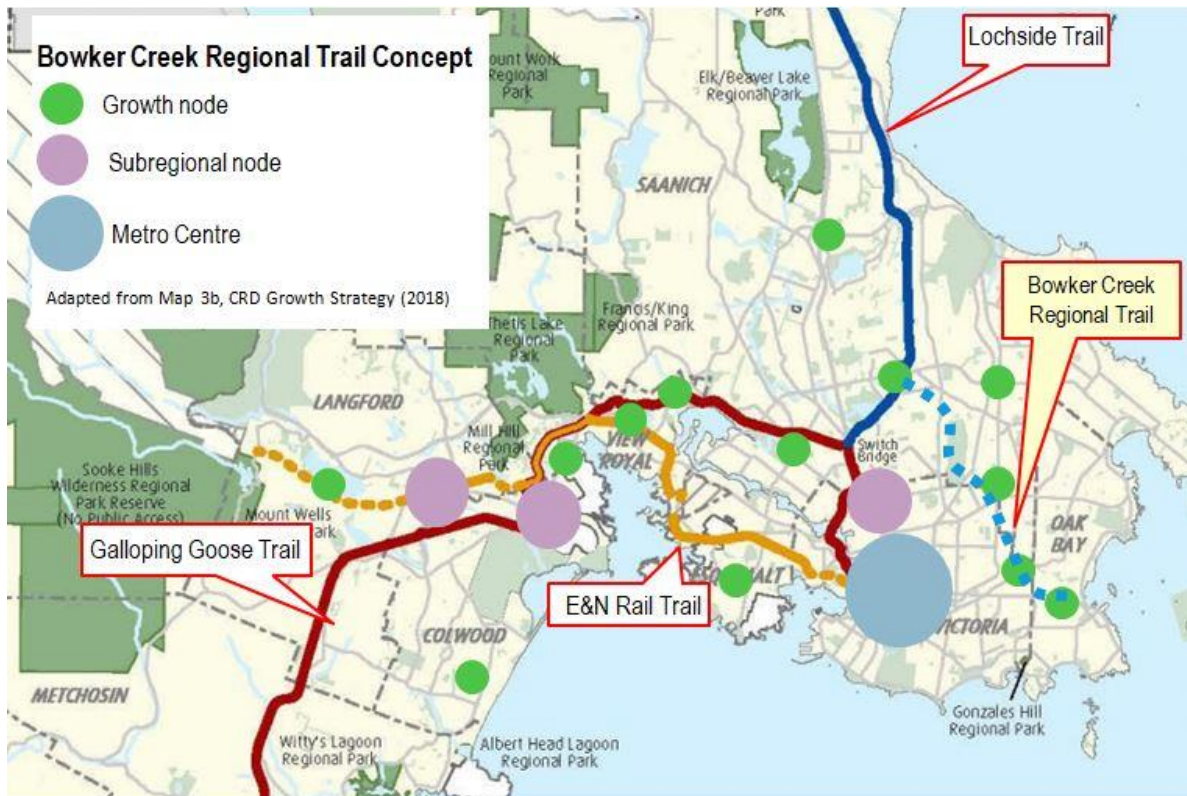 Bowker Creek Regional Trail Concept
Growth node
Subregional node
Metro Centre
Adapted from Map 3b, CRD Growth Strategy (2018)
ount Work
Regional
Park
Park
Elk/Beaver Lake
Regional Park
Lochside Trail
SAANICH
Bowker Creek
Regional Trail
Francis/King
Regional Park
Thetis Lake
Regional
Park
LANGFORD
Mill Hill
Regional
Park
VIEW
ROYAL
Switch
Bridge
Sooke Hills
Wilderness Regional
Park Reserve
(No Public Access)
Mount Wells
Park
Galloping Goose Trail
OAK
BAY
E&N Rail Trail
COLWOOD
VICTORIA
METCHOSIN
Gonzales Hill
Regional Park
Witty's Lagoon
Regional Park
Albert Head Lagoon
Regional Park